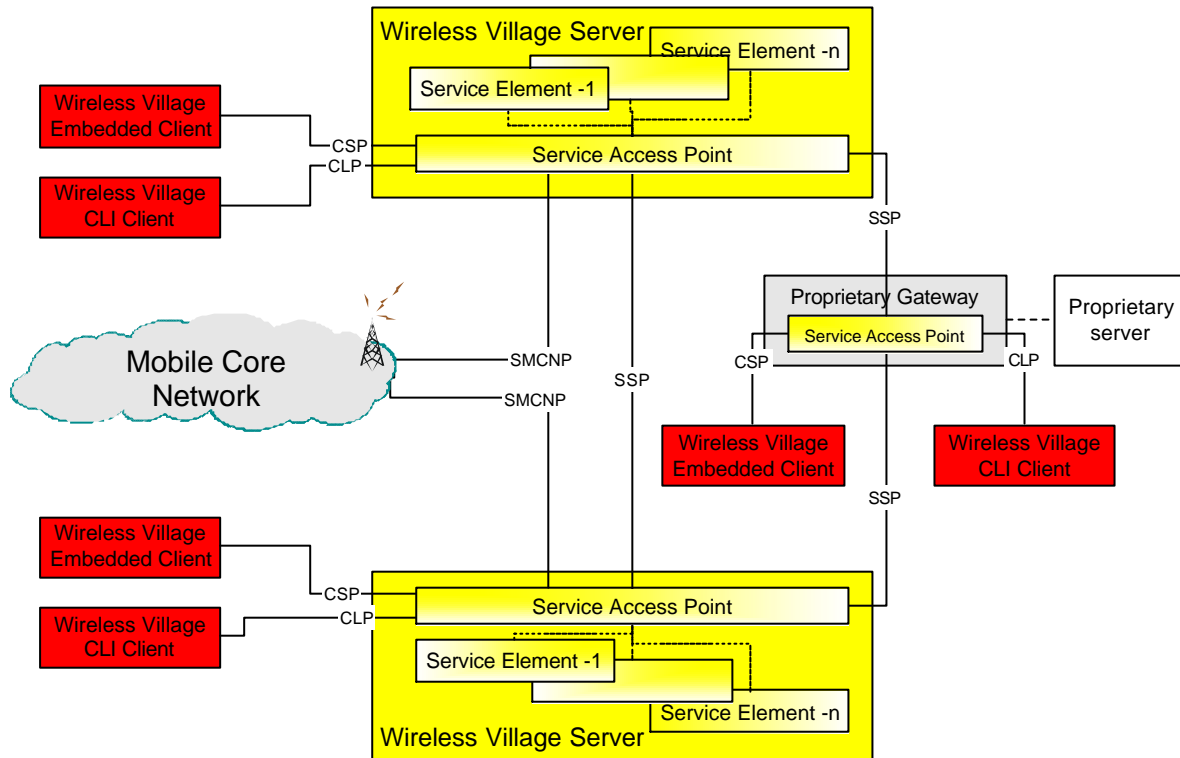 Wireless Village Server
Service Element -n
Service Element -1
Service Access Point
Wireless Village
Embedded Client
CSP
CLP
Wireless Village
CLI Client
SSP
Proprietary Gateway
Service Access Point
CSP
CLP
Proprietary
server
Mobile Core
Network
SMCNP
SMCNP
SSP
Wireless Village
Embedded Client
Wireless Village
CLI Client
SSP
Wireless Village
Embedded Client
CSP
CLP
Wireless Village
CLI Client
Service Access Point
Service Element -1
Service Element -n
Wireless Village Server